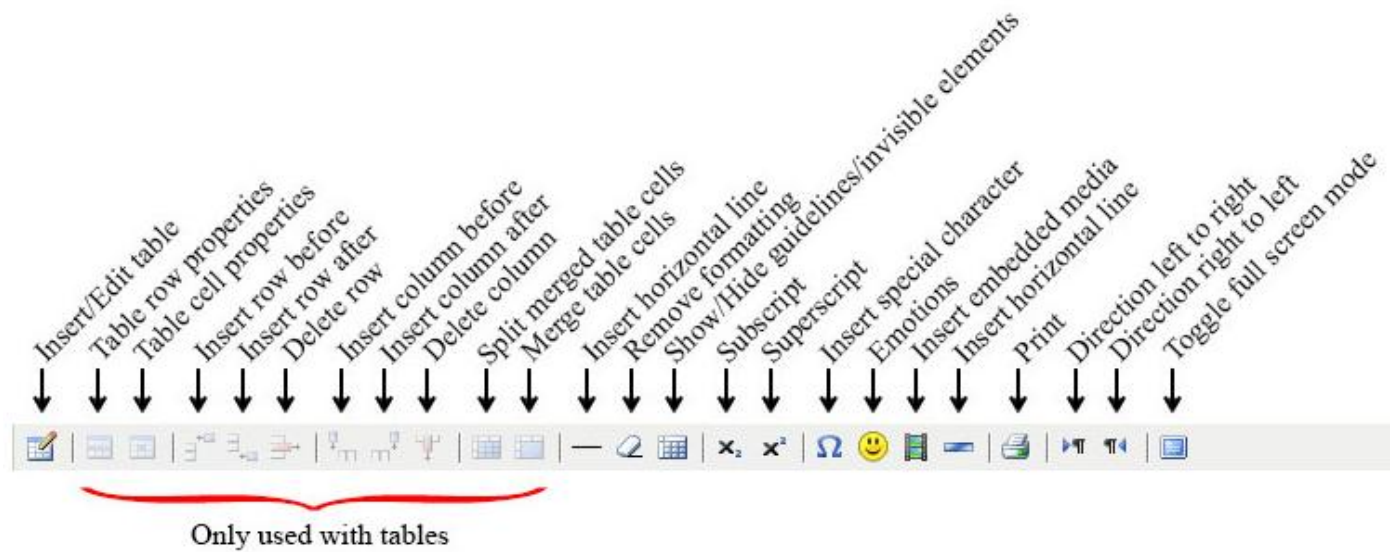 Insert/Edit table
Table row properties
Table cell properties
Insert row before
Insert row after
Delete row
Insert column before
Insert column after
Delete column
Split merged table cells
Merge table cells
Insert horizontal line
Remove formatting
Show/Hide guidelines/invisible elements
Subscript
Superscript
Insert special character
Emotions
Insert embedded media
Insert horizontal line
Print
Direction left to right
Direction right to left
Toggle full screen mode
x₂ x² Ω ¶ ¶
Only used with tables